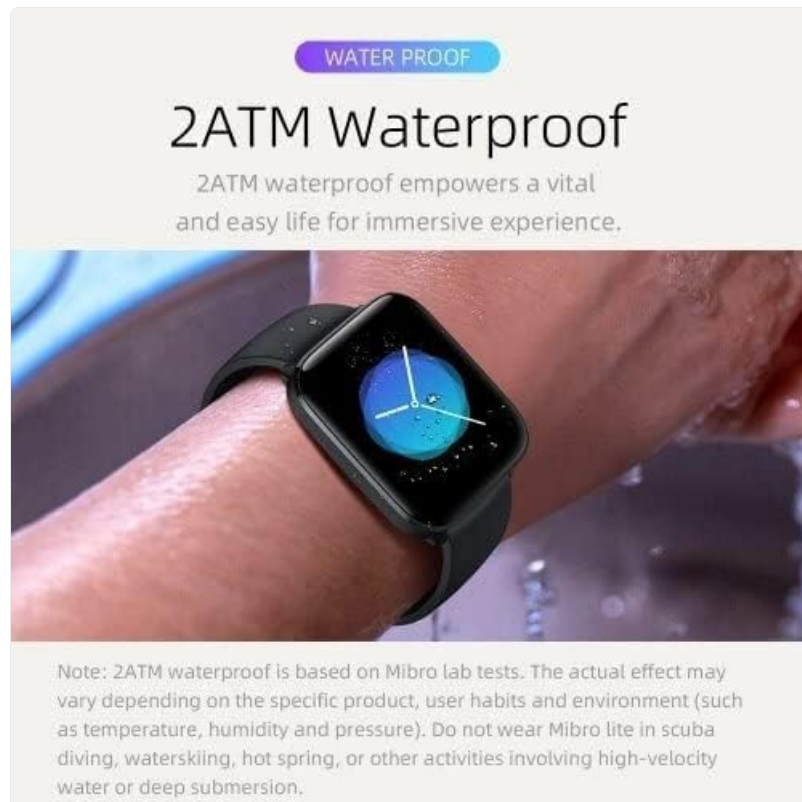 WATER PROOF
2ATM Waterproof
2ATM waterproof empowers a vital
and easy life for immersive experience.
Note: 2ATM waterproof is based on Mibro lab tests. The actual effect may
vary depending on the specific product, user habits and environment (such
as temperature, humidity and pressure). Do not wear Mibro lite in scuba
diving, waterskiing, hot spring, or other activities involving high-velocity
water or deep submersion.